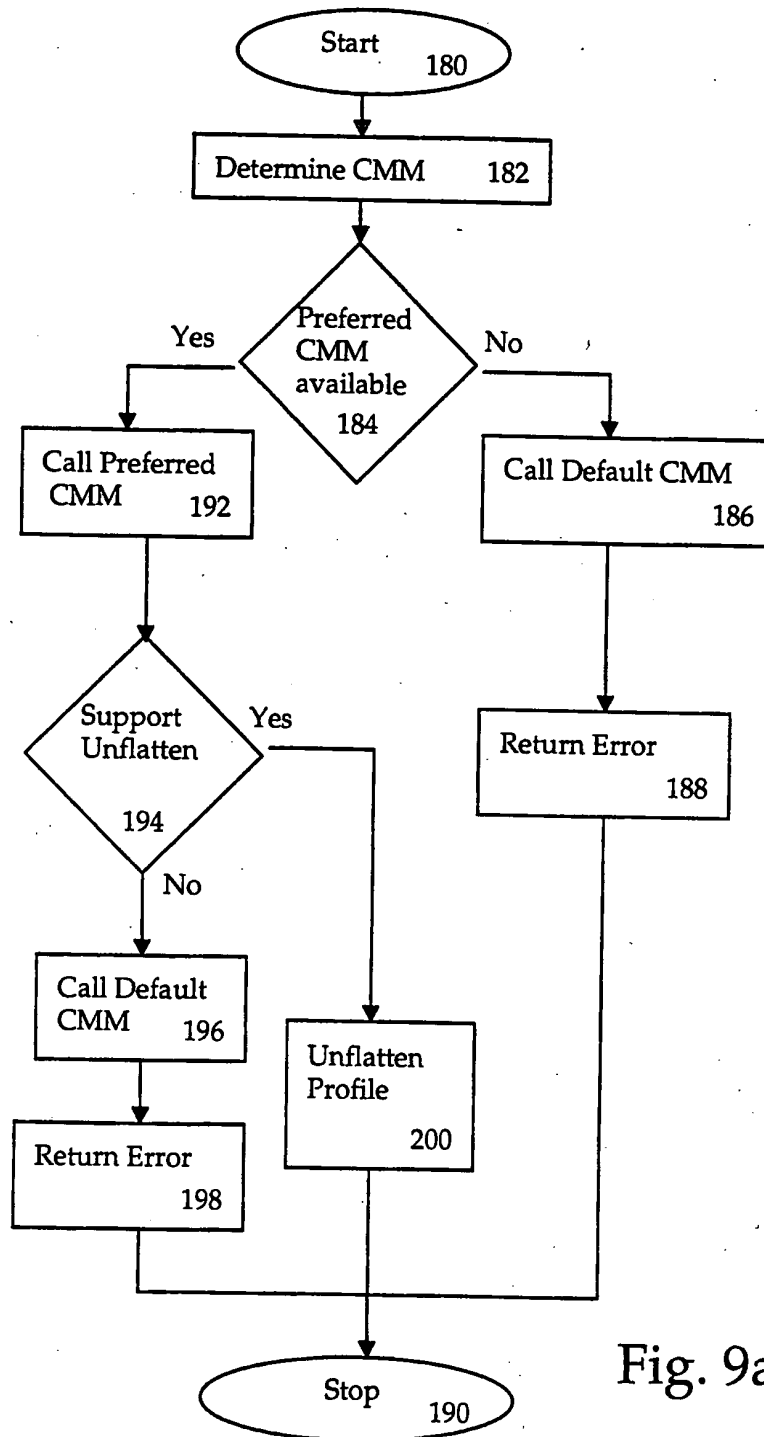 Start
180
Determine CMM 182
Preferred
CMM
available
184
Yes
No
Call Preferred
CMM 192
Call Default CMM
186
Support
Unflatten
194
Yes
No
Return Error
188
Call Default
CMM 196
Unflatten
Profile
200
Return Error
198
Stop
190
Fig. 9a